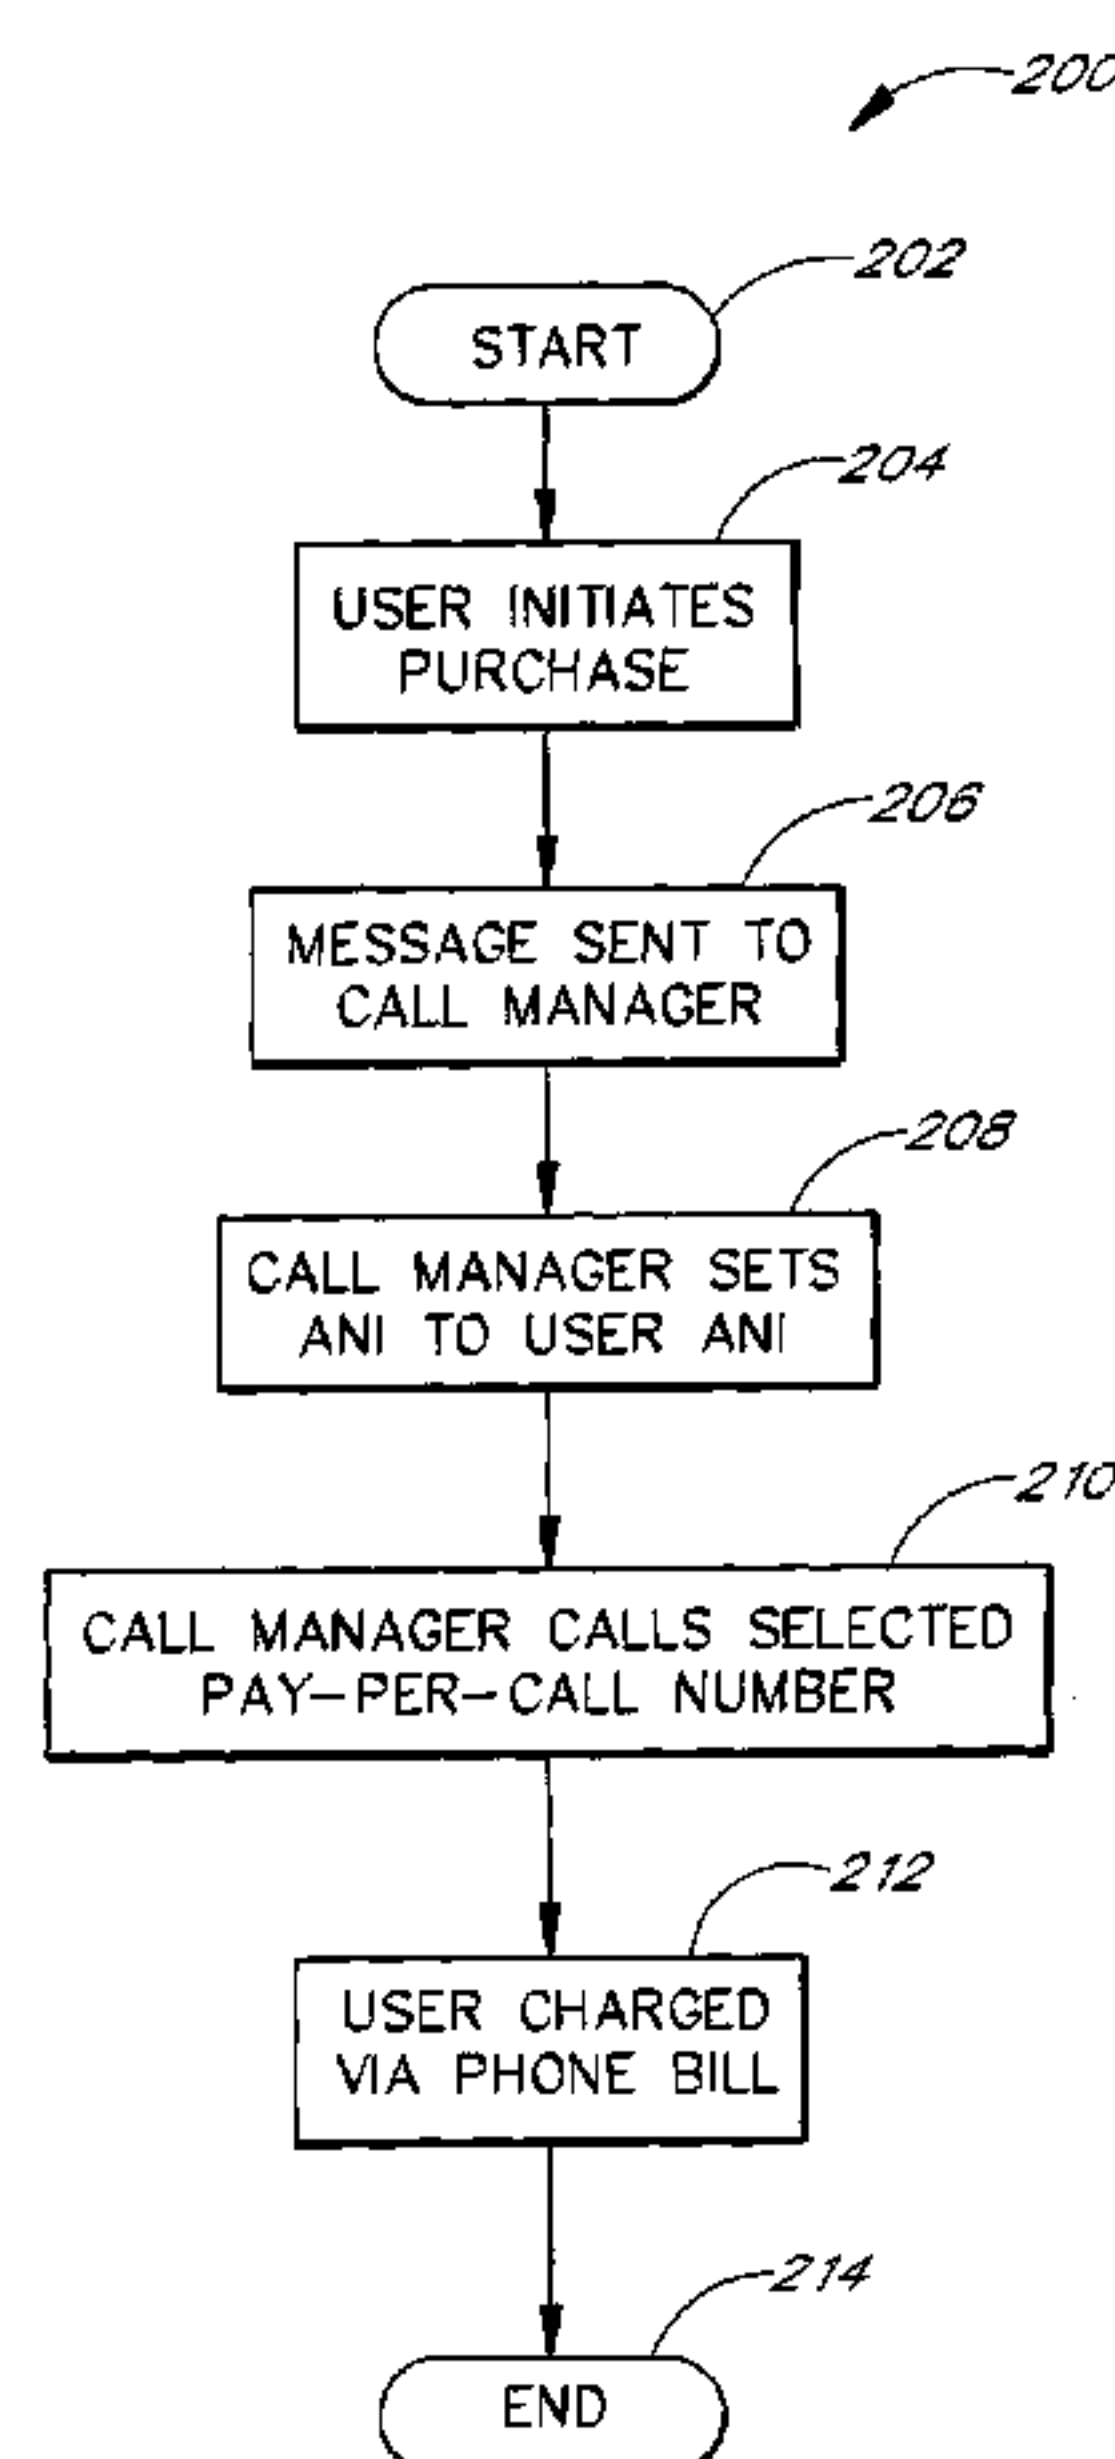 200
202
START
204
USER INITIATES
PURCHASE
206
MESSAGE SENT TO
CALL MANAGER
208
CALL MANAGER SETS
ANI TO USER ANI
210
CALL MANAGER CALLS SELECTED
PAY-PER-CALL NUMBER
212
USER CHARGED
VIA PHONE BILL
214
END